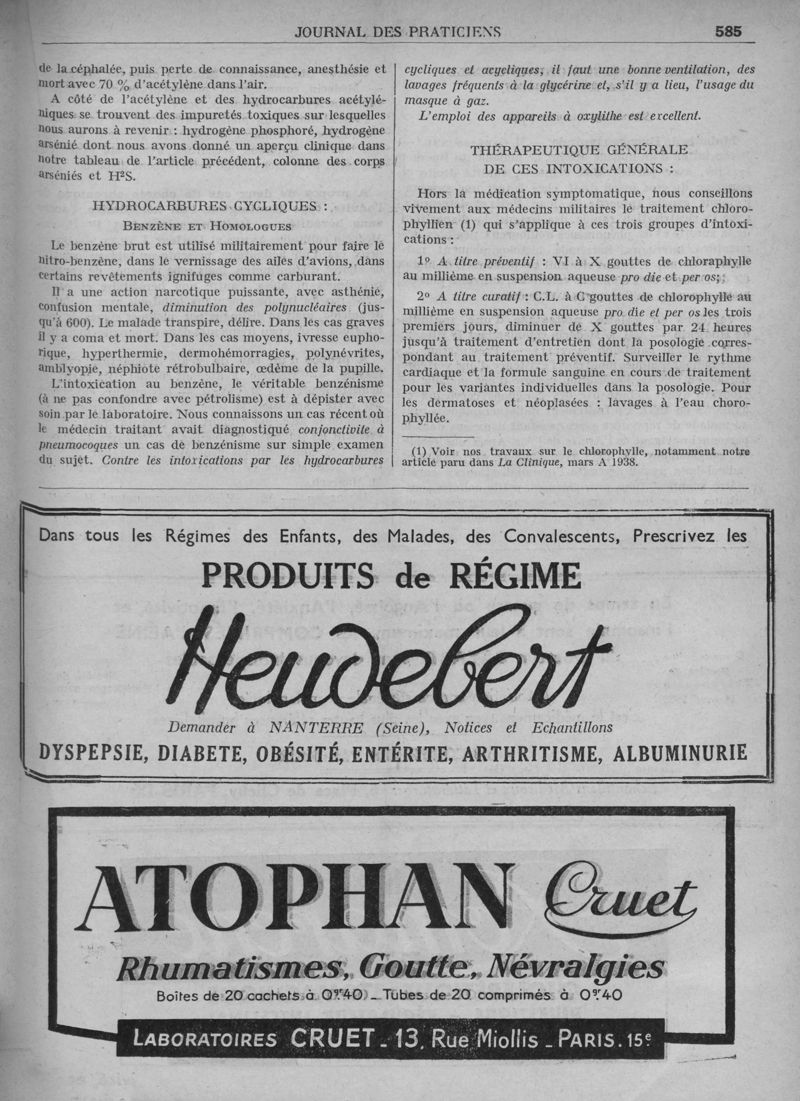 JOURNAL DES PRATICIENS
585
de la céphalée, puis perte de connaissance, anesthésie et
mort avec 70 % d'acétylène dans l'air.
A côté de l'acétylène et des hydrocarbures acétylé-
niques se trouvent des impuretés toxiques sur lesquelles
nous aurons à revenir : hydrogène phosphoré, hydrogène
arsénié dont nous avons donné un aperçu clinique dans
notre tableau de l'article précédent, colonne des corps
arséniés et H²S.
HYDROCARBURES CYCLIQUES :
BENZÈNE ET HOMOLOGUES
Le benzène brut est utilisé militairement pour faire le
nitro-benzène, dans le vernissage des ailes d'avions, dans
certains revêtements ignifuges comme carburant.
Il a une action narcotique puissante, avec asthénie,
confusion mentale, diminution des polynucléaires (jus-
qu'à 600). Le malade transpire, délire. Dans les cas graves
il y a coma et mort. Dans les cas moyens, ivresse eupho-
rique, hyperthermie, dermohémorragies, polynévrites,
amblyopie, néphiote rétrobulbaire, œdème de la pupille.
L'intoxication au benzène, le véritable benzénisme
(à ne pas confondre avec pétrolisme) est à dépister avec
soin par le laboratoire. Nous connaissons un cas récent où
le médecin traitant avait diagnostiqué conjonctivite à
pneumocoques un cas de benzénisme sur simple examen
du sujet. Contre les intoxications par les hydrocarbures
cycliques et acycliques, il faut une bonne ventilation, des
lavages fréquents à la glycérine et, s'il y a lieu, l'usage du
masque à gaz.
L'emploi des appareils à oxylithe est excellent.
THÉRAPEUTIQUE GÉNÉRALE
DE CES INTOXICATIONS :
Hors la médication symptomatique, nous conseillons
vivement aux médecins militaires le traitement chloro-
phyllien (1) qui s'applique à ces trois groupes d'intoxi-
cations :
1º A titre préventif : VI à X gouttes de chloraphylle
au millième en suspension aqueuse pro die et per os;
2º A titre curatif : C.L. à C gouttes de chlorophylle au
millième en suspension aqueuse pro die et per os les trois
premiers jours, diminuer de X gouttes par 24 heures
jusqu'à traitement d'entretien dont la posologie corres-
pondant au traitement préventif. Surveiller le rythme
cardiaque et la formule sanguine en cours de traitement
pour les variantes individuelles dans la posologie. Pour
les dermatoses et néoplasées : lavages à l'eau choro-
phyllée.
(1) Voir nos travaux sur le chlorophylle, notamment notre
article paru dans La Clinique, mars A 1938.
Dans tous les Régimes des Enfants, des Malades, des Convalescents, Prescrivez les
PRODUITS de RÉGIME
Heudebert
Demander à NANTERRE (Seine), Notices et Echantillons
DYSPEPSIE, DIABETE, OBÉSITÉ, ENTÉRITE, ARTHRITISME, ALBUMINURIE
ATOPHAN Cruet
Rhumatismes, Goutte, Névralgies
Boîtes de 20 cachets à 0gr40 _ Tubes de 20 comprimés à 0gr40
LABORATOIRES CRUET _ 13, Rue Miollis _ PARIS. 15e